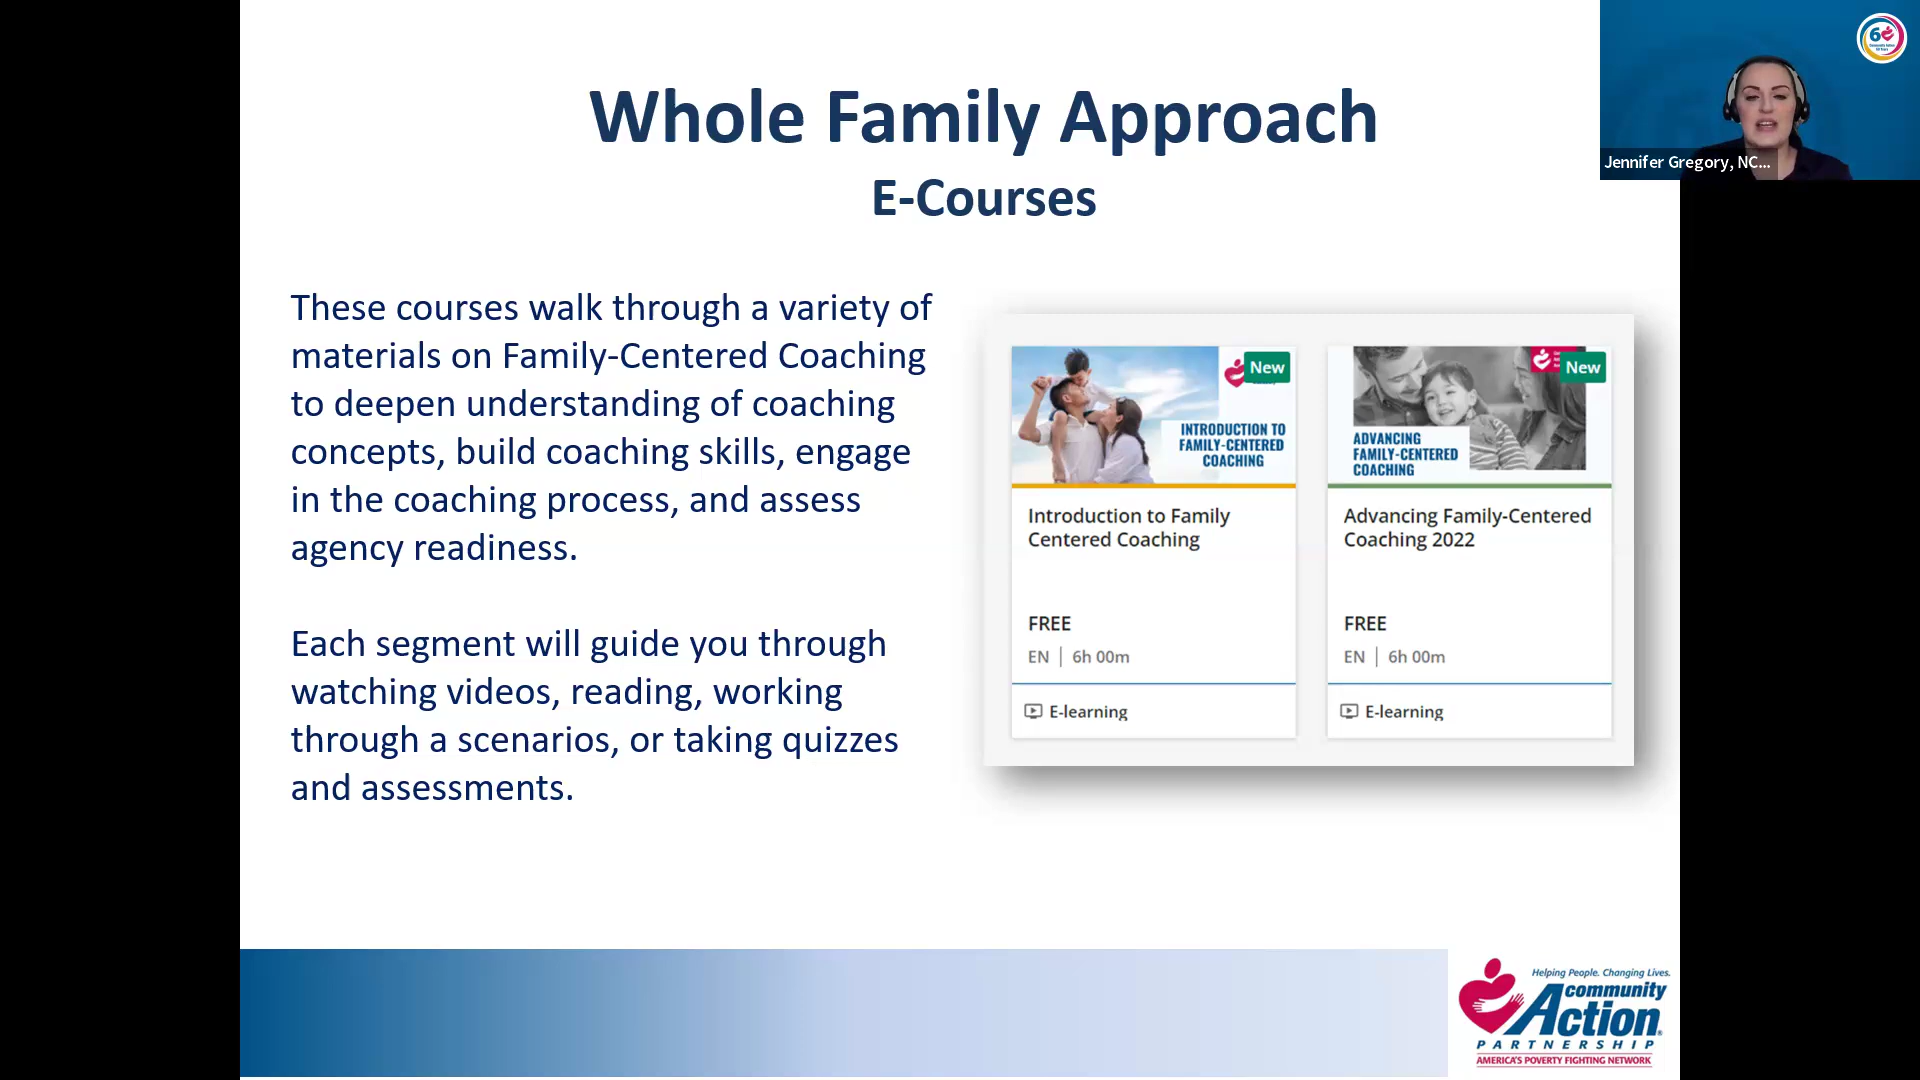 Whole Family Approach
E-Courses
Jennifer Gregory, NC...
These courses walk through a variety of
materials on Family-Centered Coaching
to deepen understanding of coaching
concepts, build coaching skills, engage
in the coaching process, and assess
agency readiness.
Each segment will guide you through
watching videos, reading, working
through a scenarios, or taking quizzes
and assessments.
New
INTRODUCTION TO
FAMILY-CENTERED
COACHING
Introduction to Family
Centered Coaching
FREE
EN | 6h 00m
E-learning
New
ADVANCING
FAMILY-CENTERED
COACHING
Advancing Family-Centered
Coaching 2022
FREE
EN | 6h 00m
E-learning
Helping People. Changing Lives.
community
Action
PARTNERSHIP
AMERICA'S POVERTY FIGHTING NETWORK
60